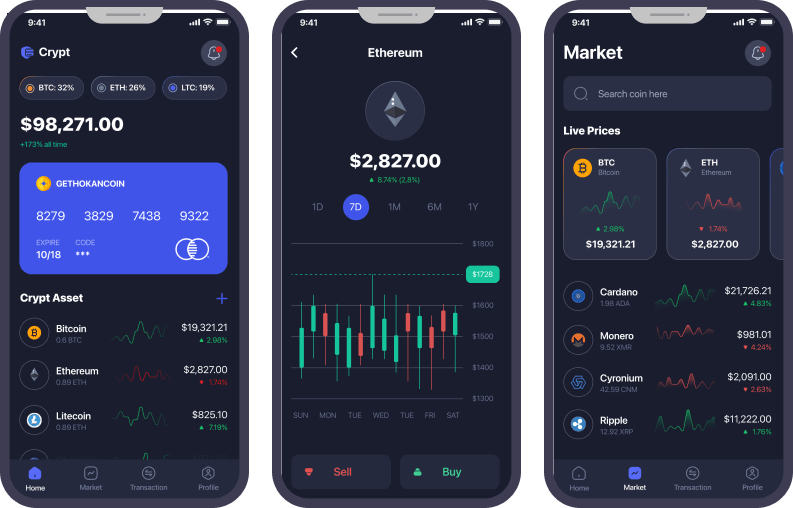 9:41
Crypt
BTC: 32% ETH: 26% LTC: 19%
$98,271.00
+173% all time
GETHOKANCOIN
8279 3829 7438 9322
EXPIRE CODE
10/18 ***
Crypt Asset +
Bitcoin $19,321.21
0.6 BTC ▲ 2.98%
Ethereum $2,827.00
0.89 ETH ▼ 1.74%
Litecoin $825.10
0.89 ETH ▲ 7.19%
Home Market Transaction Profile
9:41
Ethereum
$2,827.00
▲ 8.74% (2,8%)
1D 7D 1M 6M 1Y
$1800
$1728
$1600
$1500
$1400
$1300
SUN MON TUE WED TUE FRI SAT
Sell Buy
9:41
Market
Search coin here
Live Prices
BTC
Bitcoin
▲ 2.98%
$19,321.21
ETH
Ethereum
▼ 1.74%
$2,827.00
Cardano $21,726.21
1.98 ADA ▲ 4.83%
Monero $981.01
9.52 XMR ▼ 4.24%
Cyronium $2,091.00
42.59 CNM ▼ 2.63%
Ripple $11,222.00
12.92 XRP ▲ 1.76%
Home Market Transaction Profile